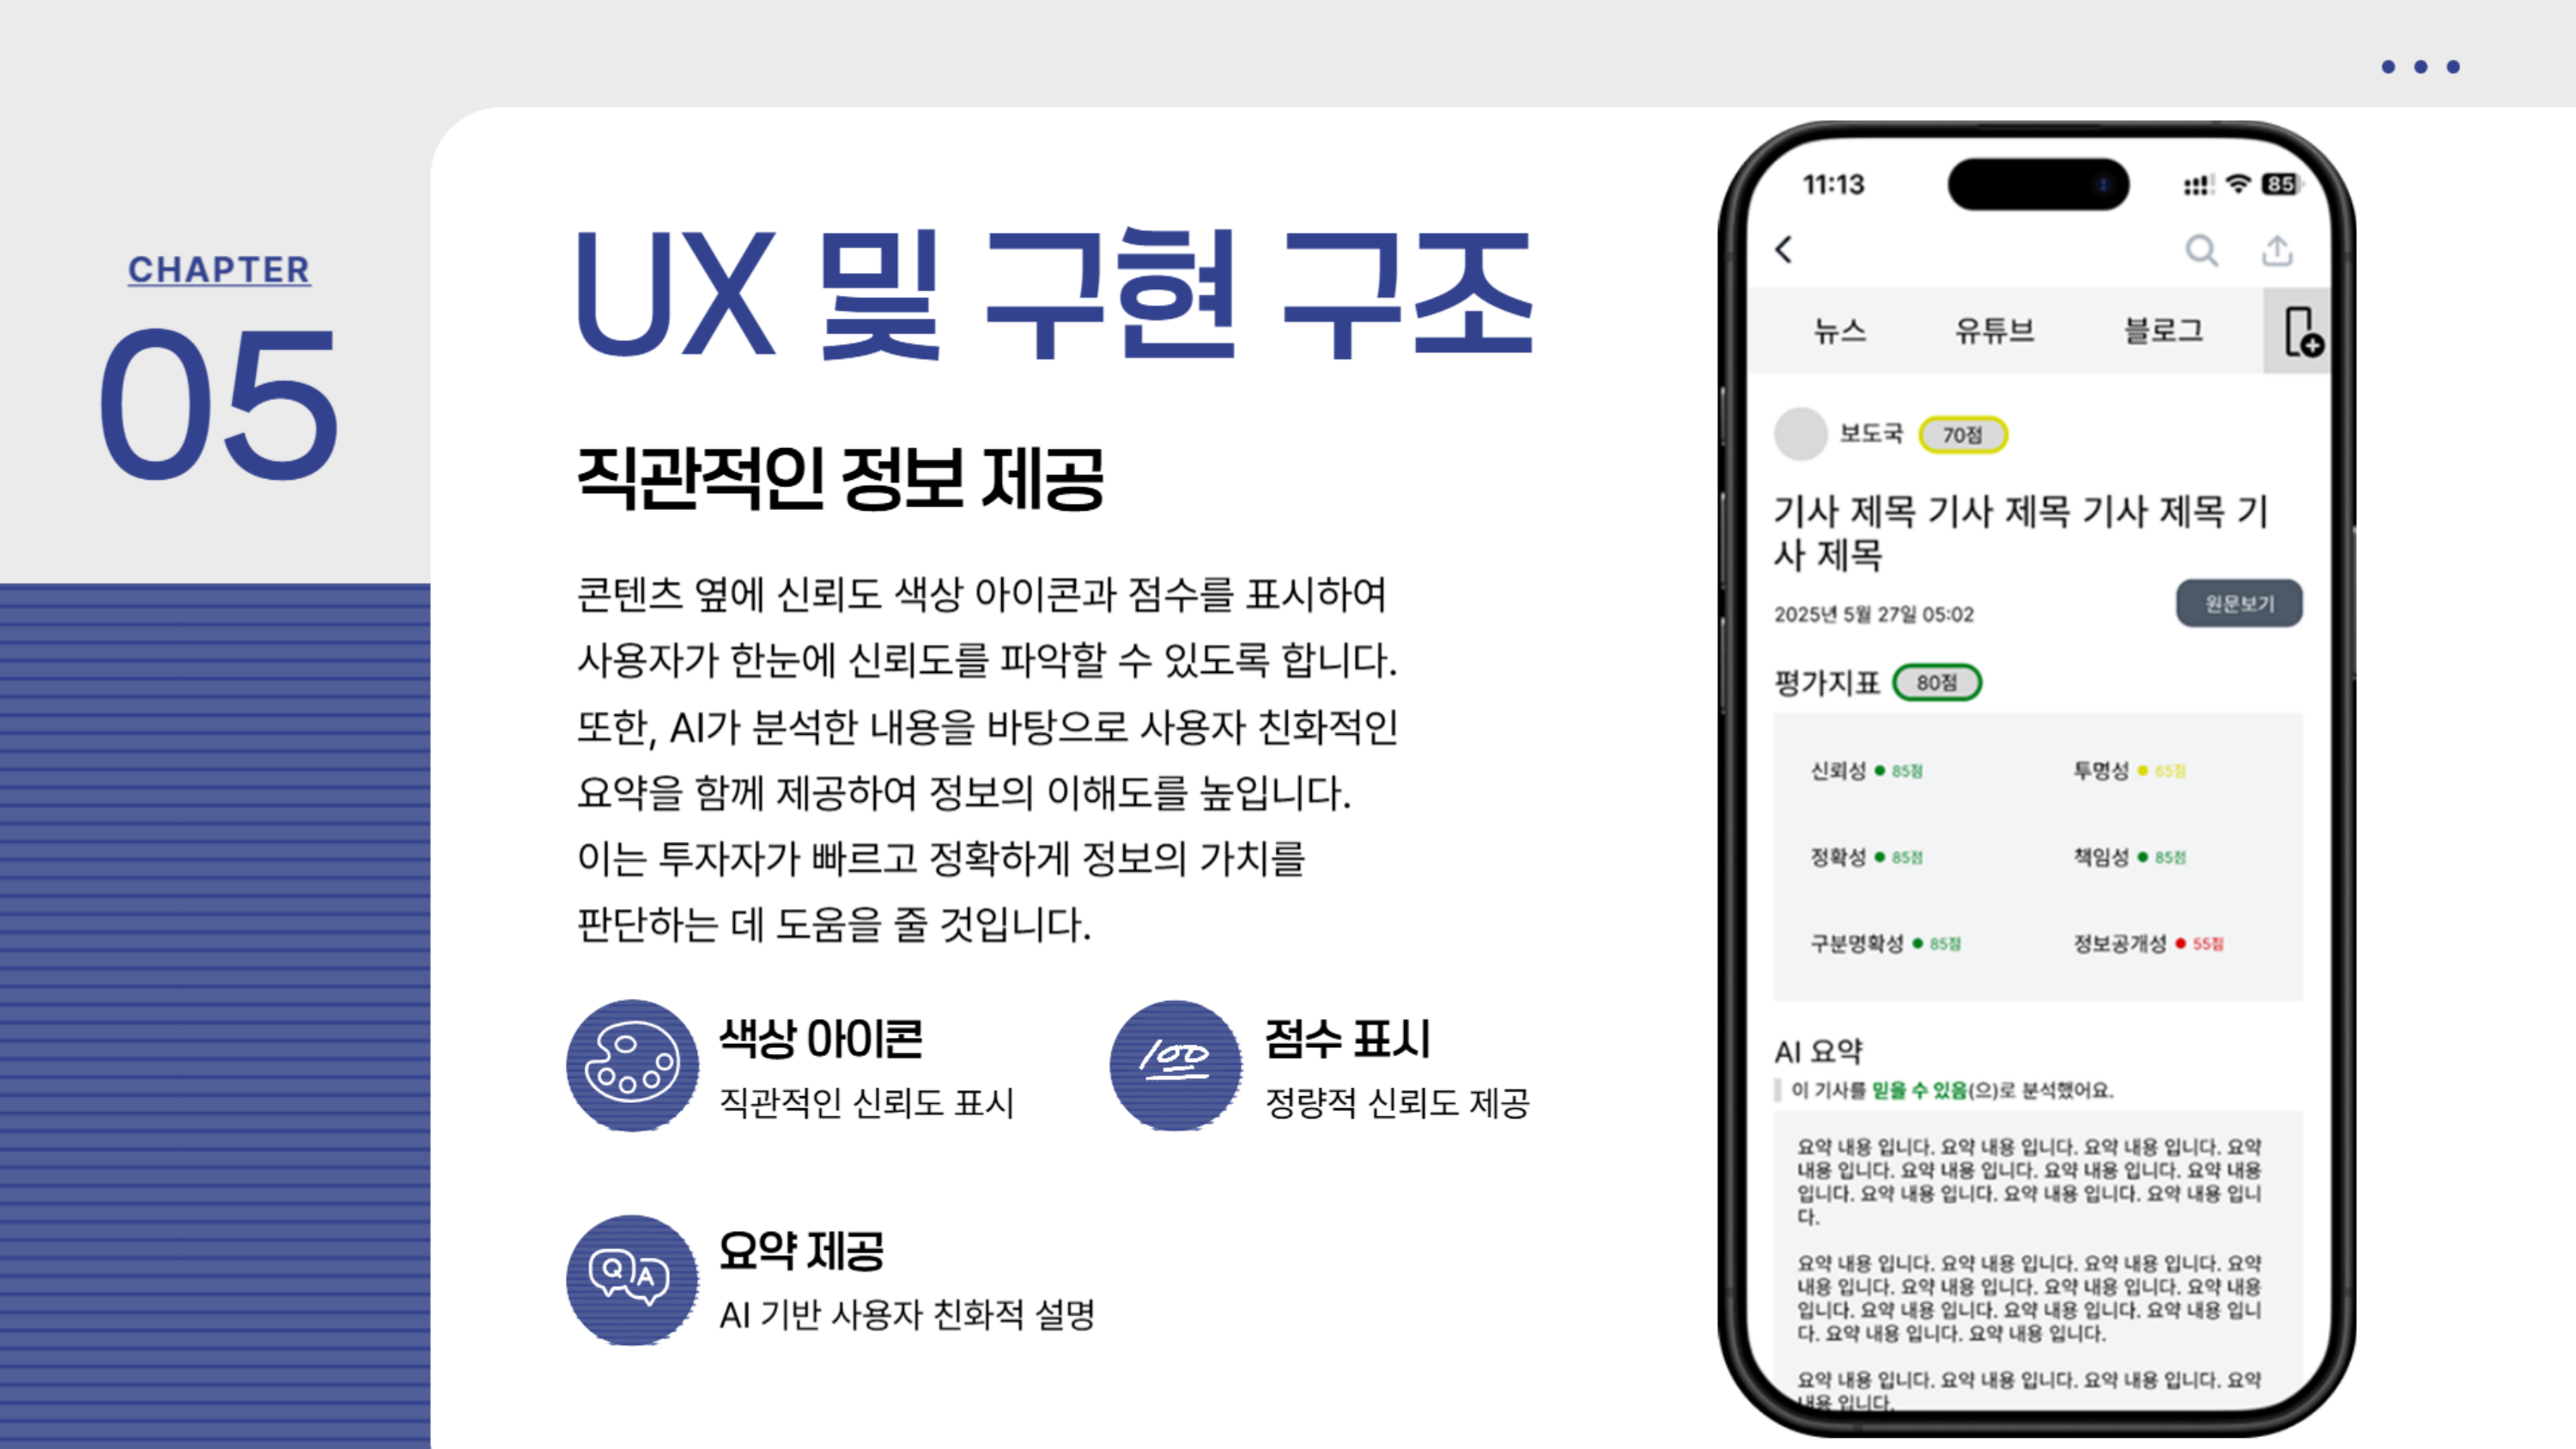 CHAPTER
05
UX 및 구현 구조
직관적인 정보 제공
콘텐츠 옆에 신뢰도 색상 아이콘과 점수를 표시하여
사용자가 한눈에 신뢰도를 파악할 수 있도록 합니다.
또한, AI가 분석한 내용을 바탕으로 사용자 친화적인
요약을 함께 제공하여 정보의 이해도를 높입니다.
이는 투자자가 빠르고 정확하게 정보의 가치를
판단하는 데 도움을 줄 것입니다.
색상 아이콘
직관적인 신뢰도 표시
100
점수 표시
정량적 신뢰도 제공
Q A
요약 제공
AI 기반 사용자 친화적 설명
11:13
85
뉴스 유튜브 블로그
보도국 70점
기사 제목 기사 제목 기사 제목 기
사 제목
2025년 5월 27일 05:02
원문보기
평가지표 80점
신뢰성 85점 투명성 65점
정확성 85점 책임성 85점
구분명확성 85점 정보공개성 55점
AI 요약
이 기사를 믿을 수 있음(으)로 분석했어요.
요약 내용 입니다. 요약 내용 입니다. 요약 내용 입니다. 요약
내용 입니다. 요약 내용 입니다. 요약 내용 입니다. 요약 내용
입니다. 요약 내용 입니다. 요약 내용 입니다. 요약 내용 입니
다.
요약 내용 입니다. 요약 내용 입니다. 요약 내용 입니다. 요약
내용 입니다. 요약 내용 입니다. 요약 내용 입니다. 요약 내용
입니다. 요약 내용 입니다. 요약 내용 입니다. 요약 내용 입니
다. 요약 내용 입니다. 요약 내용 입니다.
요약 내용 입니다. 요약 내용 입니다. 요약 내용 입니다. 요약
내용 입니다.